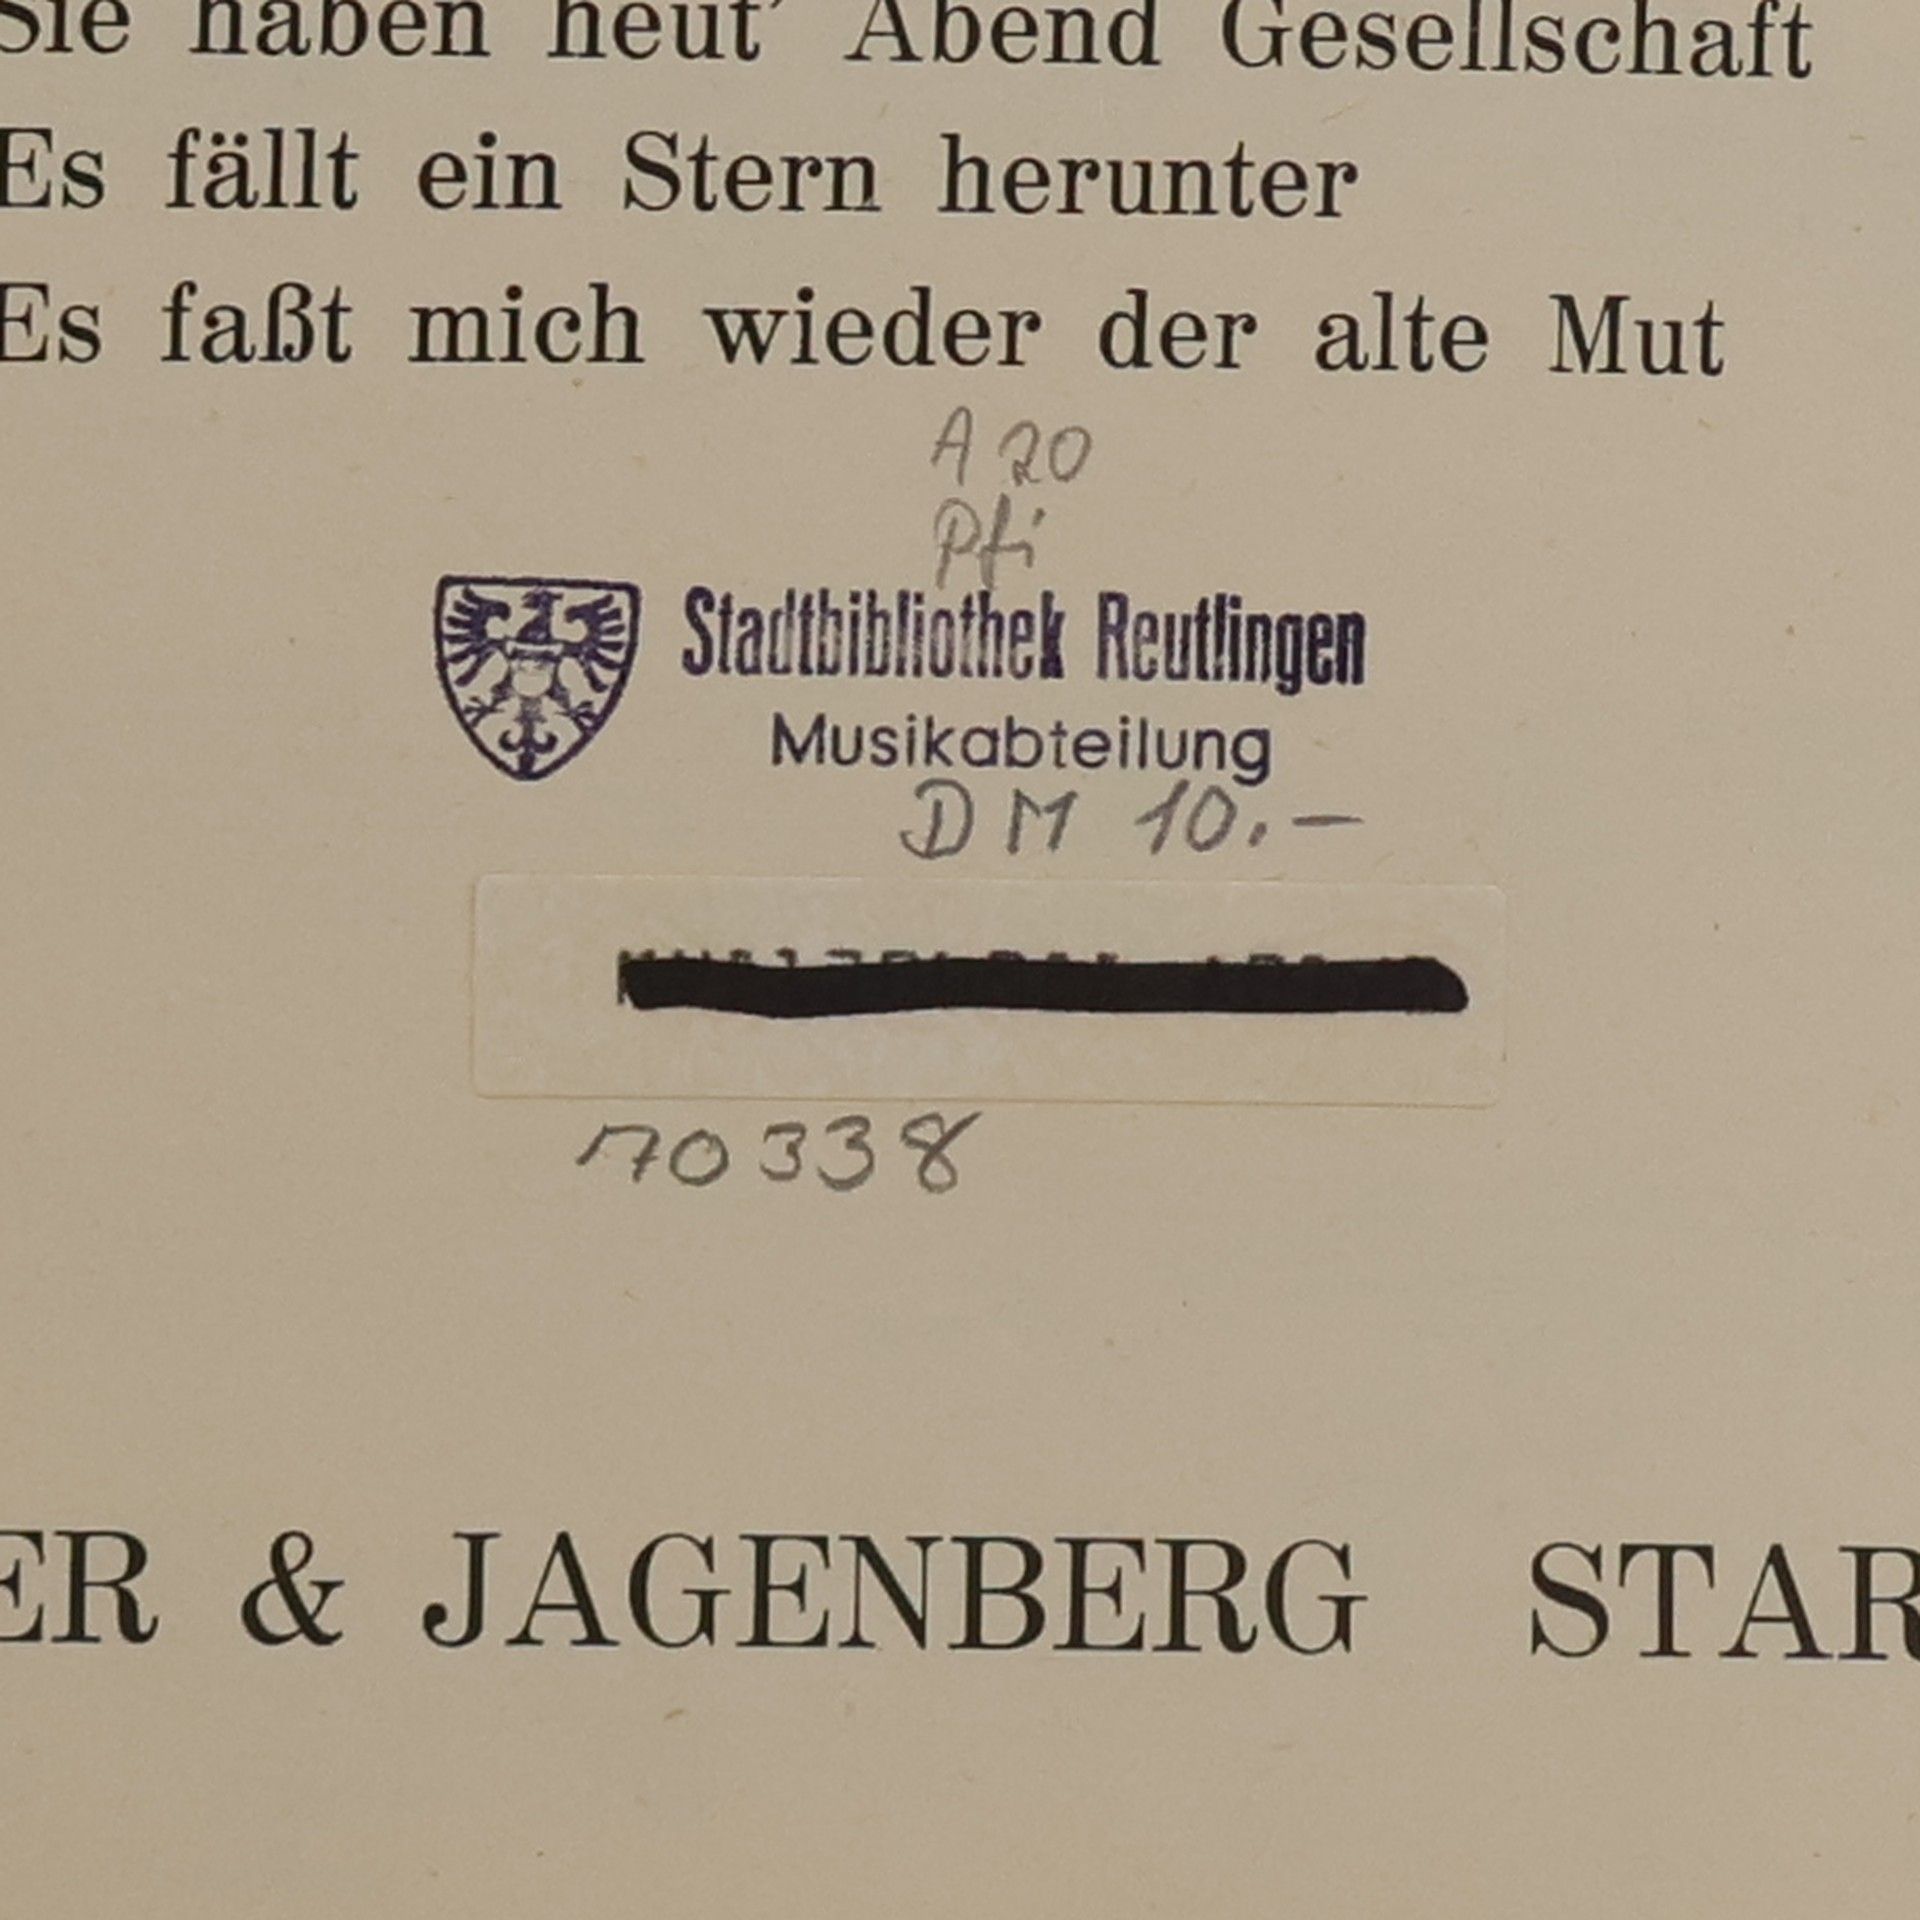 Sie haben heut' Abend Gesellschaft
Es fällt ein Stern herunter
Es faßt mich wieder der alte Mut
A 20
Pfi
Stadtbibliothek Reutlingen
Musikabteilung
DM 10.—
70338
ER & JAGENBERG STAR